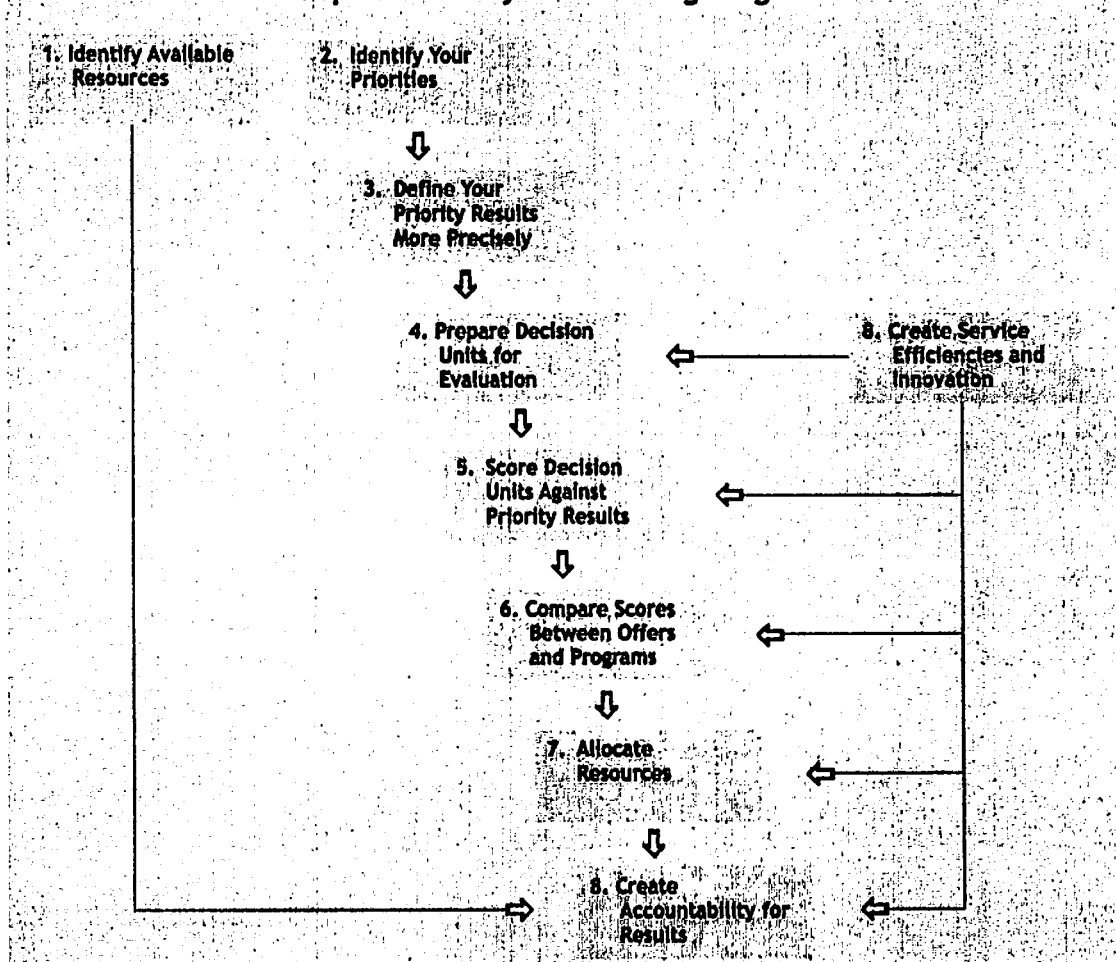 1. Identify Available
Resources
2. Identify Your
Priorities
3. Define Your
Priority Results
More Precisely
4. Prepare Decision
Units for
Evaluation
8. Create Service
Efficiencies and
Innovation
5. Score Decision
Units Against
Priority Results
6. Compare Scores
Between Offers
and Programs
7. Allocate
Resources
8. Create
Accountability for
Results